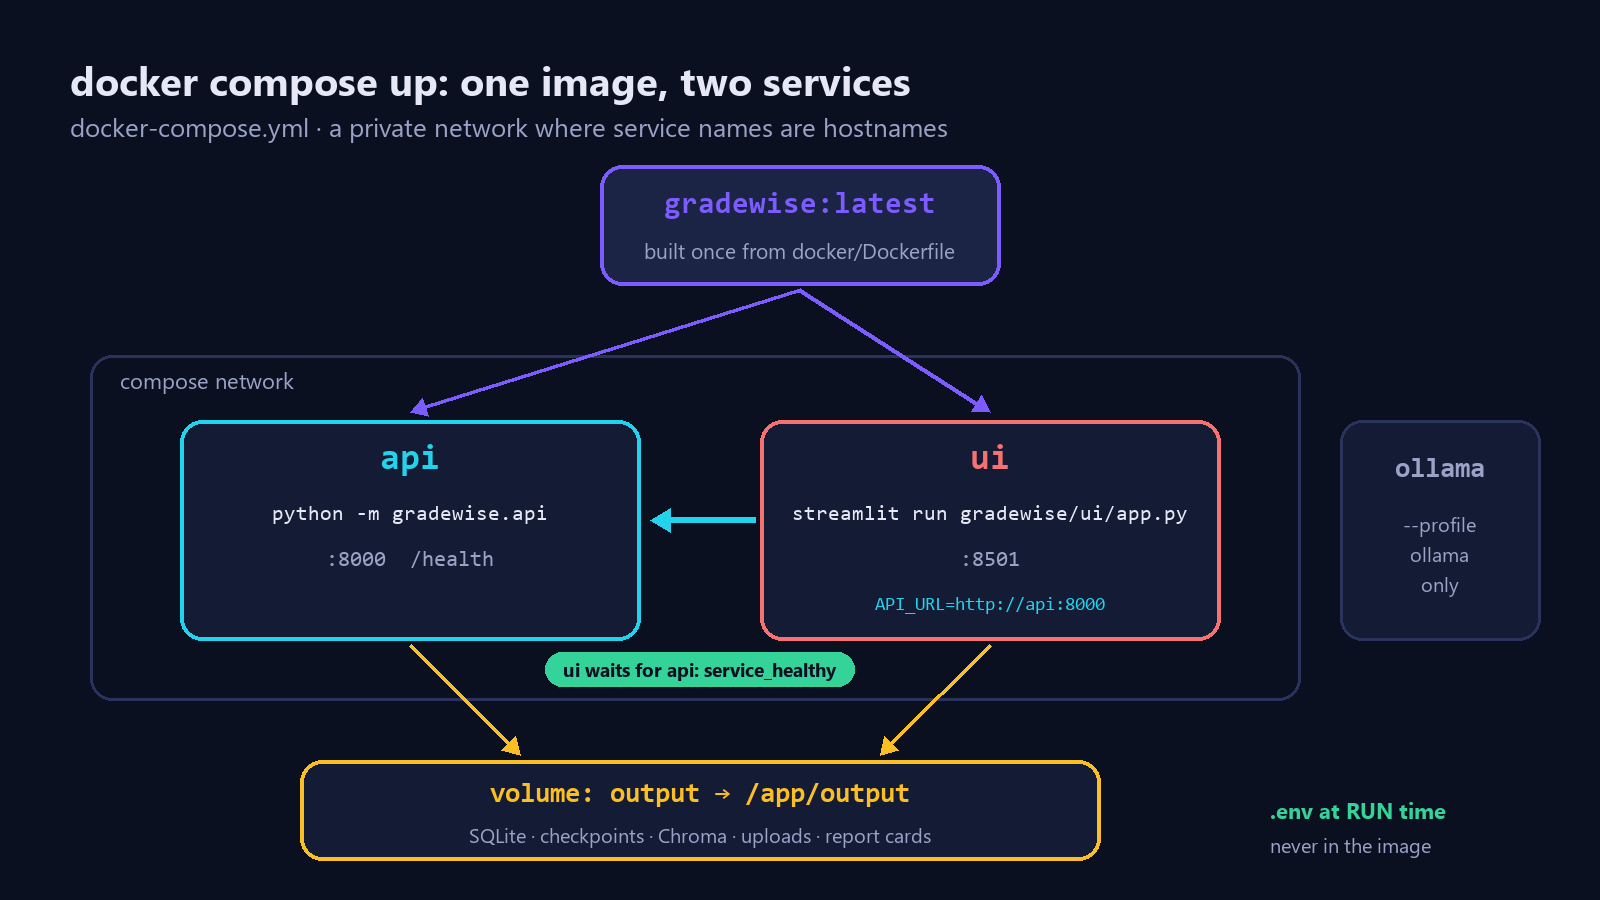 docker compose up: one image, two services
docker-compose.yml · a private network where service names are hostnames
gradewise:latest
built once from docker/Dockerfile
compose network
api
python -m gradewise.api
:8000 /health
ui
streamlit run gradewise/ui/app.py
:8501
API_URL=http://api:8000
ollama
--profile
ollama
only
ui waits for api: service_healthy
volume: output → /app/output
SQLite · checkpoints · Chroma · uploads · report cards
.env at RUN time
never in the image